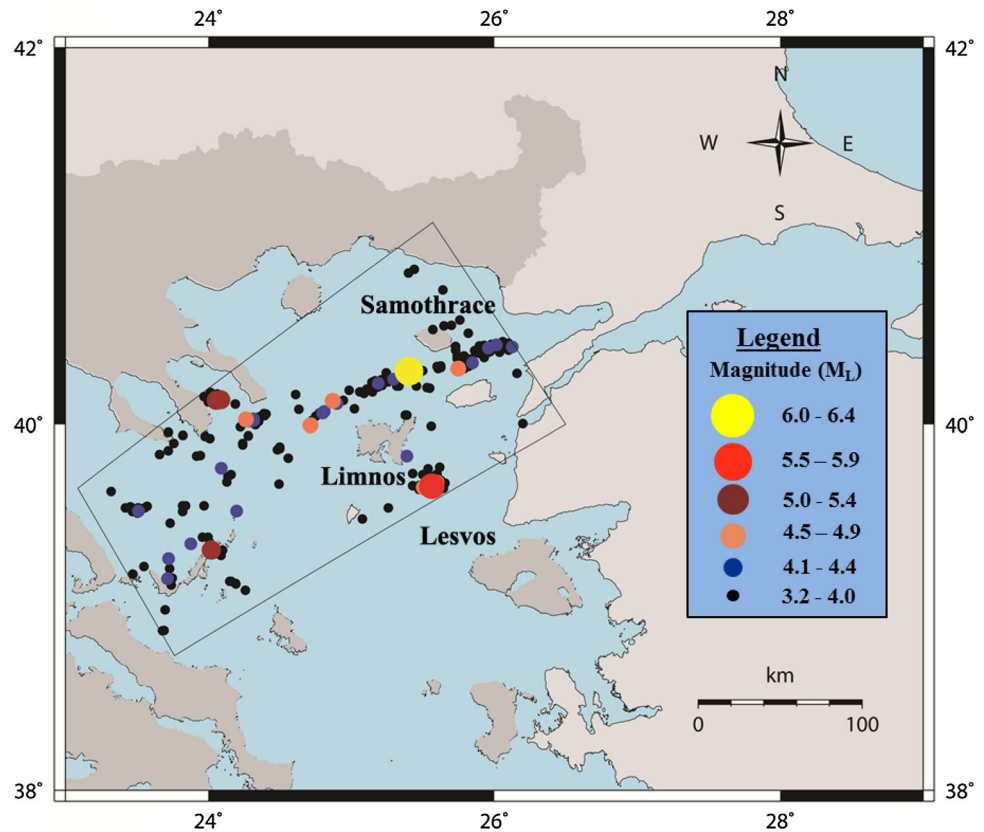 24° 26° 28°
42° 42°
N
W E
S
Samothrace
Legend
Magnitude (ML)
6.0 - 6.4
40° 40°
5.5 – 5.9
Limnos
5.0 - 5.4
Lesvos
4.5 – 4.9
4.1 - 4.4
3.2 - 4.0
km
0 100
38° 38°
24° 26° 28°